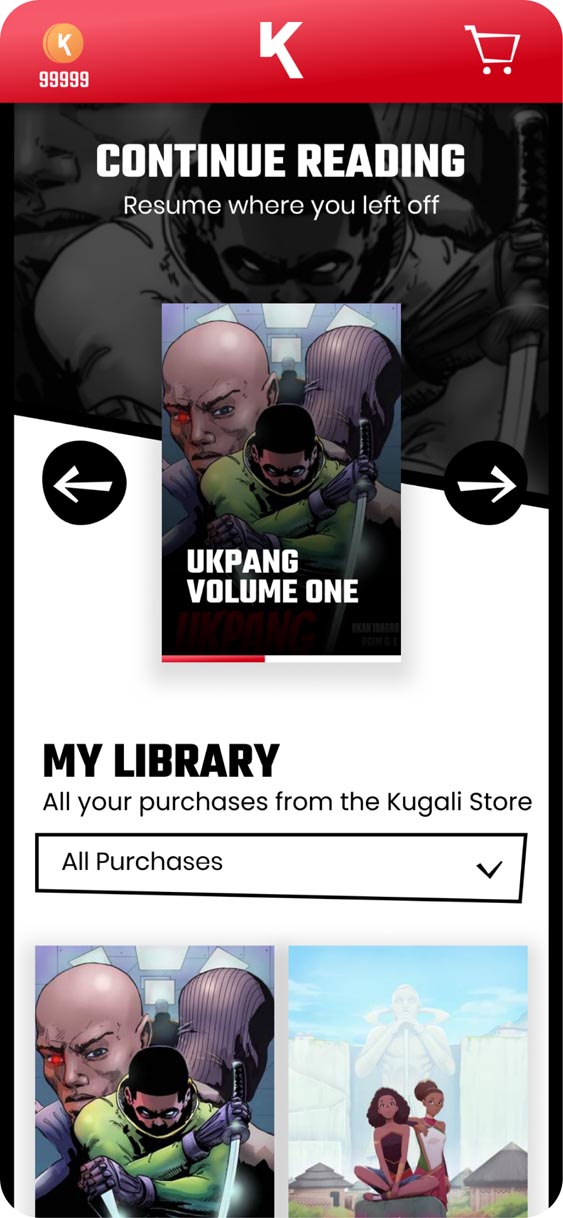 K
99999
K
CONTINUE READING
Resume where you left off
UKPANG
VOLUME ONE
UKPANG
MY LIBRARY
All your purchases from the Kugali Store
All Purchases